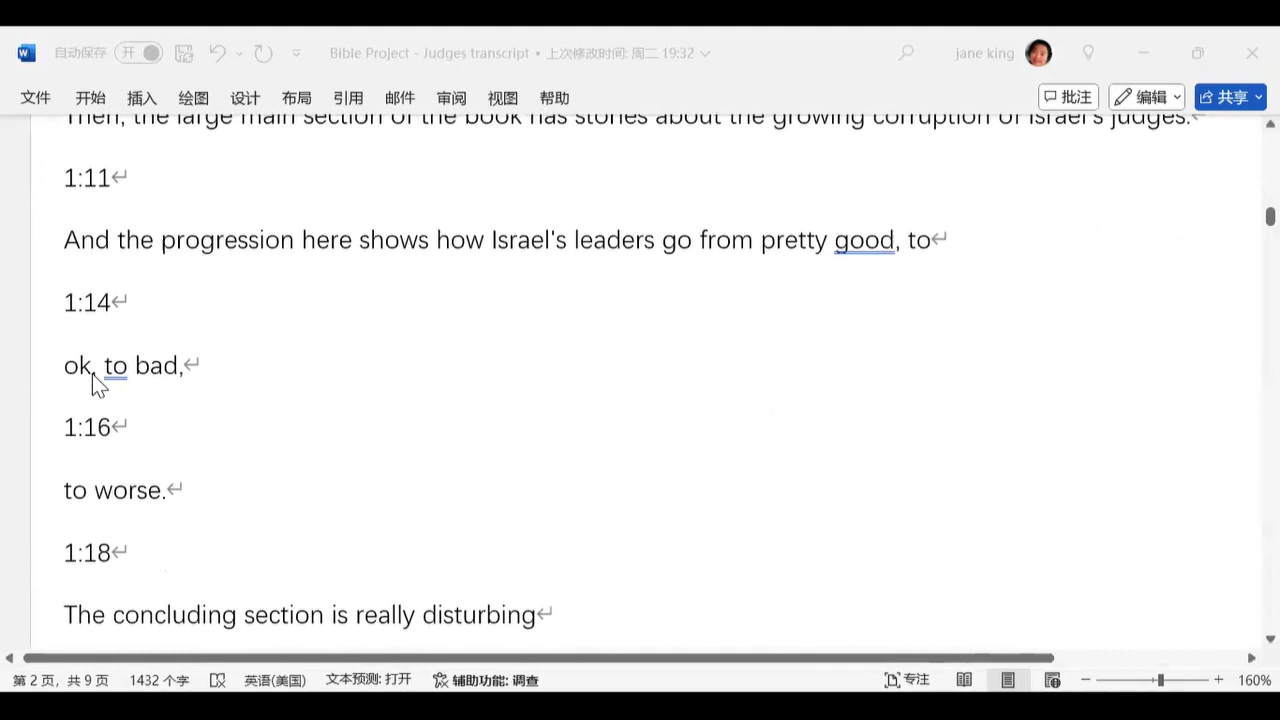 自动保存 开 Bible Project - Judges transcript • 上次修改时间: 周二 19:32 jane king
文件 开始 插入 绘图 设计 布局 引用 邮件 审阅 视图 帮助 批注 编辑 共享
Then, the large main section of the book has stories about the growing corruption of Israel's judges.
1:11
And the progression here shows how Israel's leaders go from pretty good, to
1:14
ok, to bad,
1:16
to worse.
1:18
The concluding section is really disturbing
第 2 页，共 9 页 1432 个字 英语(美国) 文本预测: 打开 辅助功能: 调查 专注 160%